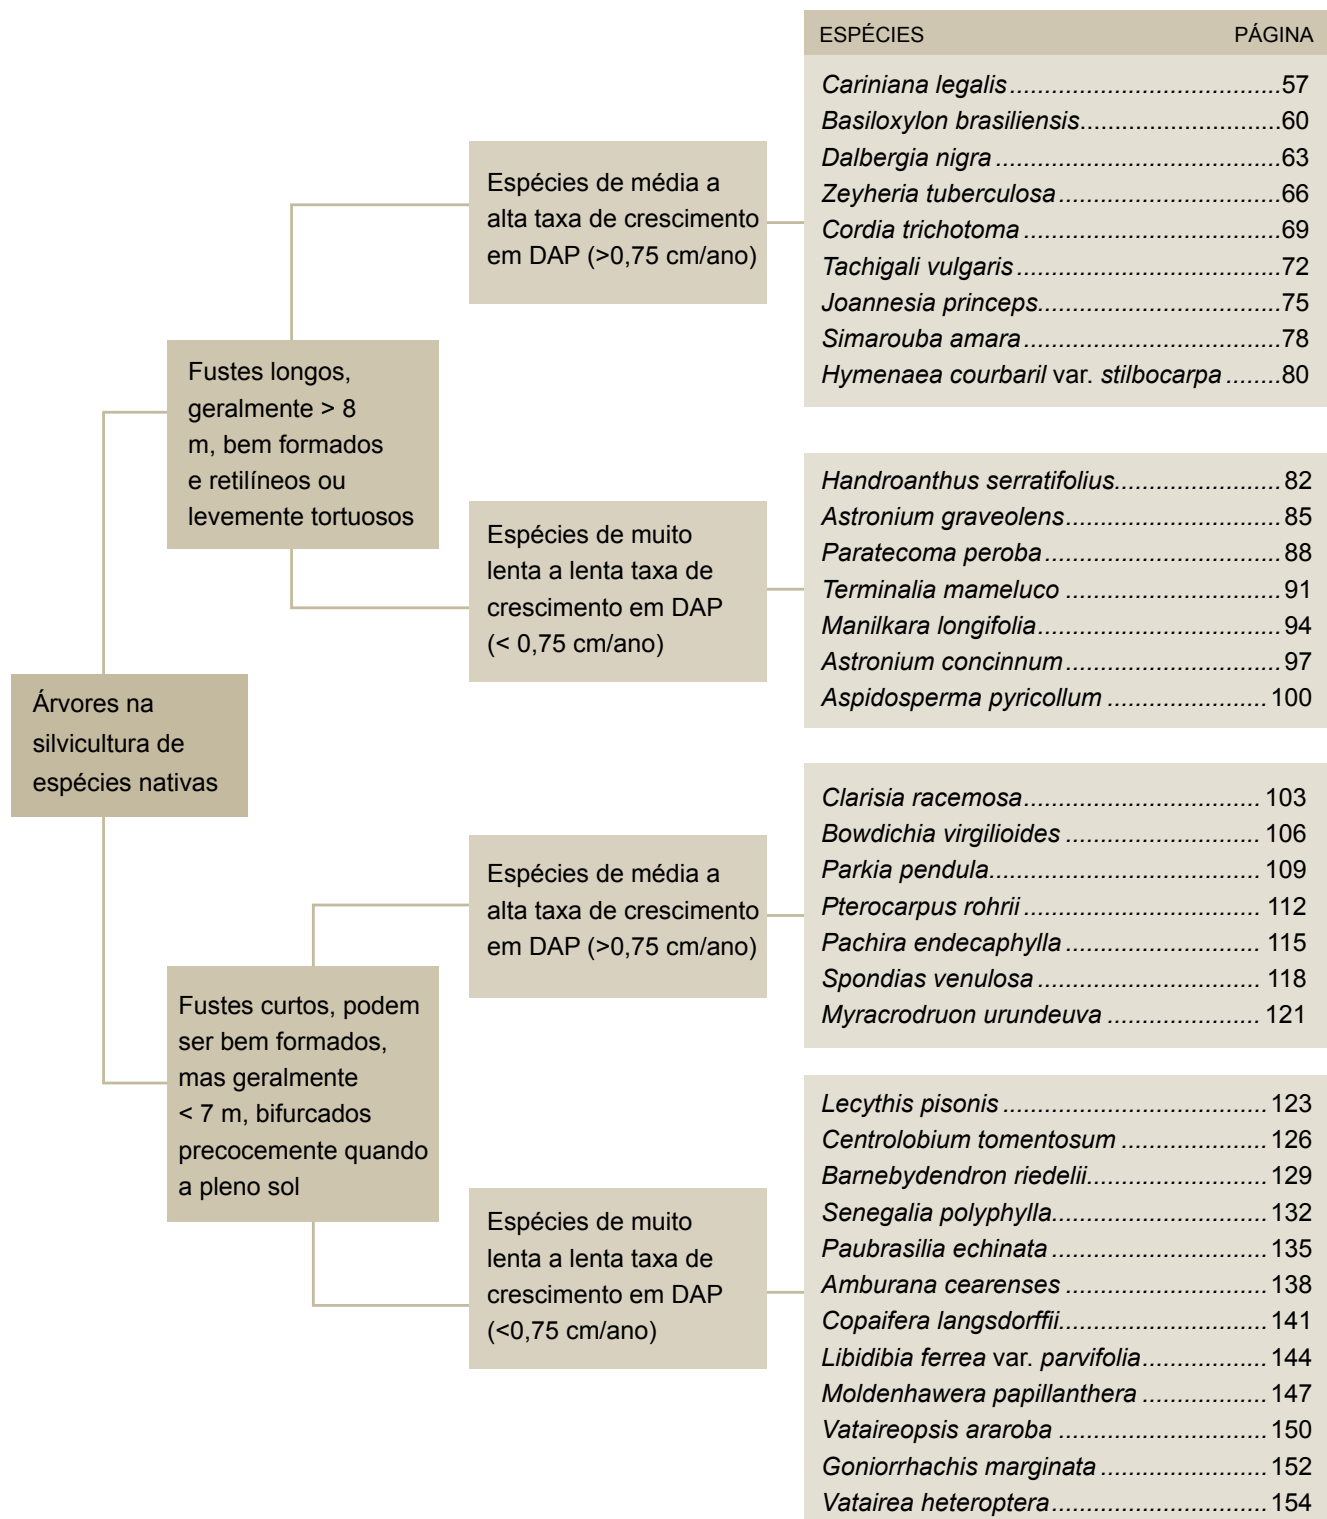 Árvores na
silvicultura de
espécies nativas
Fustes longos,
geralmente > 8
m, bem formados
e retilíneos ou
levemente tortuosos
Espécies de média a
alta taxa de crescimento
em DAP (>0,75 cm/ano)
ESPÉCIES PÁGINA
Cariniana legalis...............................57
Basiloxylon brasiliensis.......................60
Dalbergia nigra.................................63
Zeyheria tuberculosa..........................66
Cordia trichotoma..............................69
Tachigali vulgaris...............................72
Joannesia princeps............................75
Simarouba amara..............................78
Hymenaea courbaril var. stilbocarpa........80
Espécies de muito
lenta a lenta taxa de
crescimento em DAP
(< 0,75 cm/ano)
Handroanthus serratifolius...................82
Astronium graveolens.........................85
Paratecoma peroba............................88
Terminalia mameluco.........................91
Manilkara longifolia............................94
Astronium concinnum.........................97
Aspidosperma pyricollum...................100
Fustes curtos, podem
ser bem formados,
mas geralmente
< 7 m, bifurcados
precocemente quando
a pleno sol
Espécies de média a
alta taxa de crescimento
em DAP (>0,75 cm/ano)
Clarisia racemosa............................103
Bowdichia virgilioides.......................106
Parkia pendula................................109
Pterocarpus rohrii............................112
Pachira endecaphylla.......................115
Spondias venulosa...........................118
Myracrodruon urundeuva..................121
Espécies de muito
lenta a lenta taxa de
crescimento em DAP
(<0,75 cm/ano)
Lecythis pisonis...............................123
Centrolobium tomentosum.................126
Barnebydendron riedelii.....................129
Senegalia polyphylla.........................132
Paubrasilia echinata.........................135
Amburana cearenses........................138
Copaifera langsdorffii........................141
Libidibia ferrea var. parvifolia..............144
Moldenhawera papillanthera..............147
Vataireopsis araroba.........................150
Goniorrhachis marginata...................152
Vatairea heteroptera.........................154